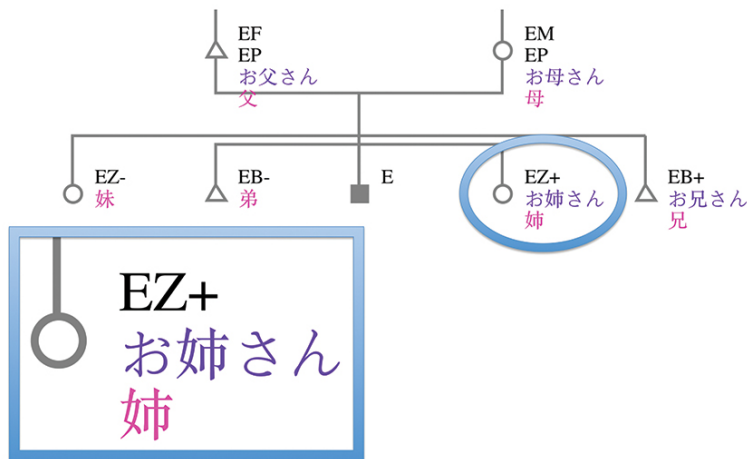 EF
EP
お父さん
父
EM
EP
お母さん
母
EZ-
妹
EB-
弟
E
EZ+
お姉さん
姉
EB+
お兄さん
兄
EZ+
お姉さん
姉